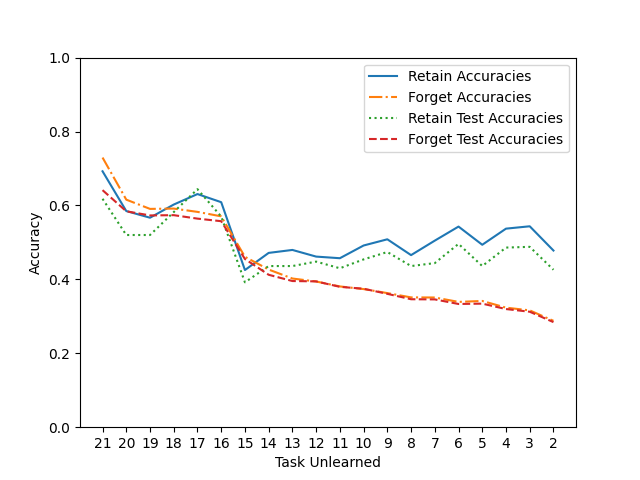 1.0
0.8
0.6
0.4
0.2
0.0
Accuracy
Retain Accuracies
Forget Accuracies
Retain Test Accuracies
Forget Test Accuracies
21 20 19 18 17 16 15 14 13 12 11 10 9 8 7 6 5 4 3 2
Task Unlearned